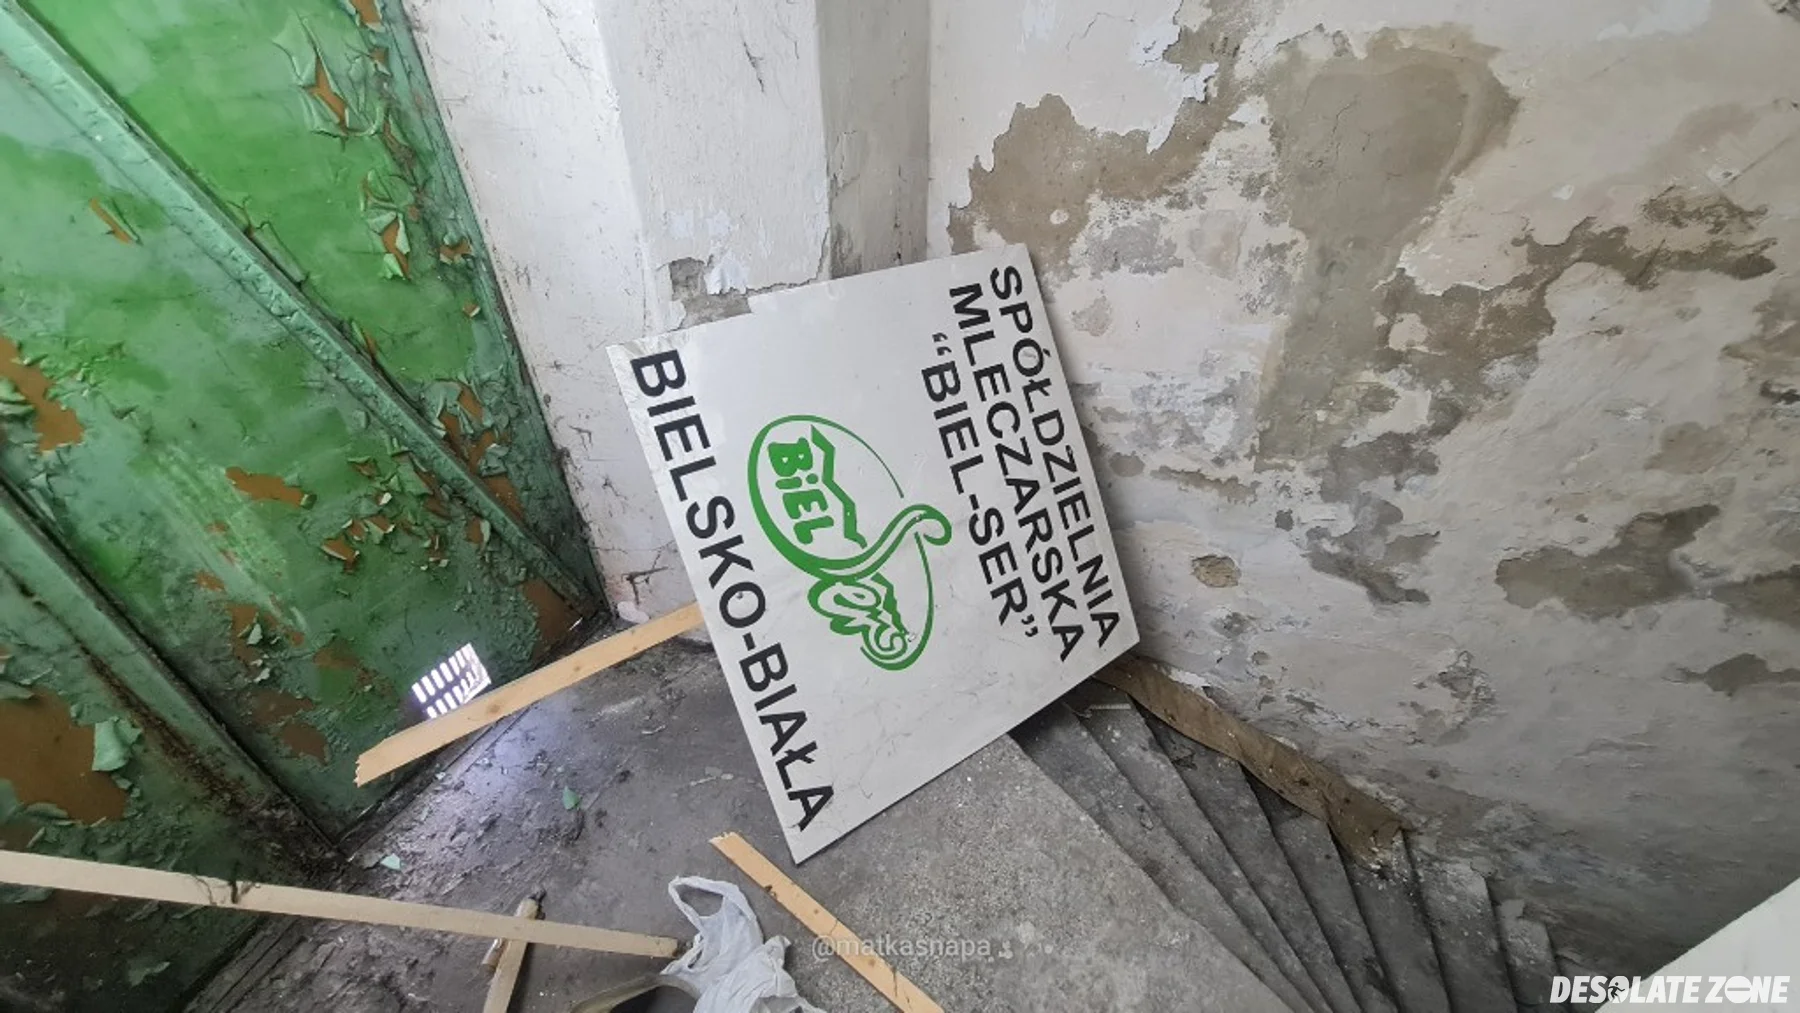 SPÓŁDZIELNIA
MLECZARSKA
“BIEL-SER”
BiEL
SER
BIELSKO-BIAŁA
@matkasnapa
DESOLATE ZONE